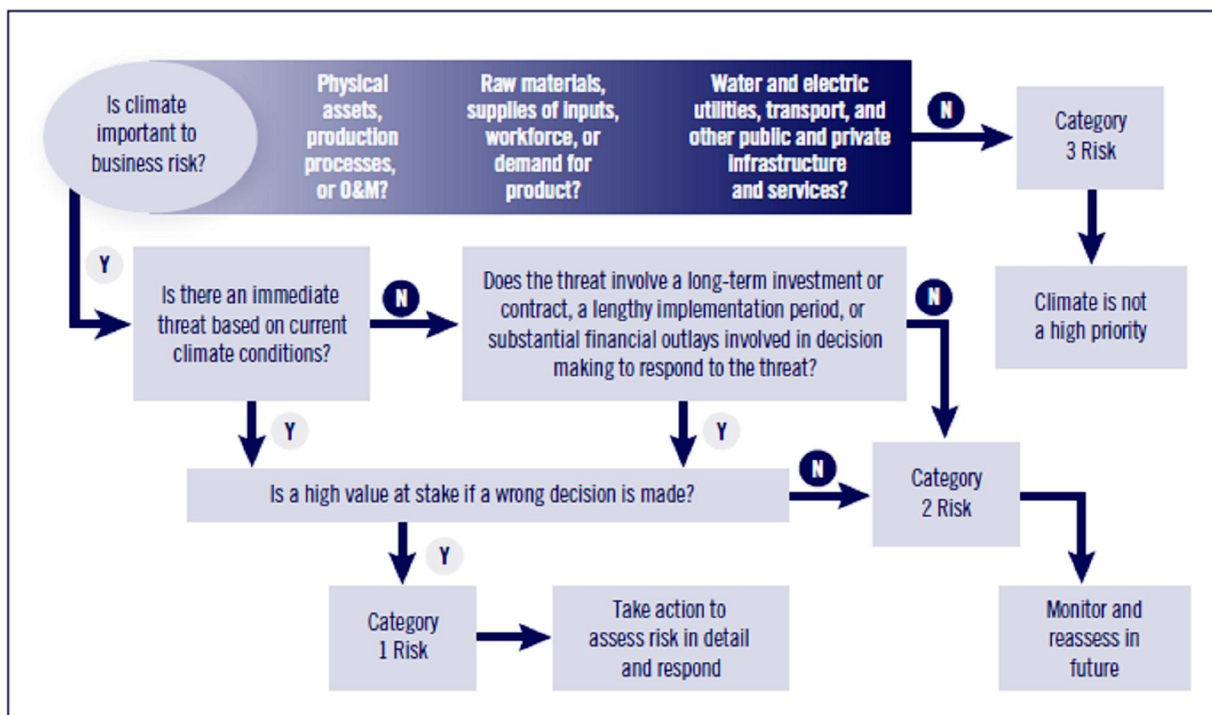 Is climate
important to
business risk?
Physical
assets,
production
processes,
or O&M?
Raw materials,
supplies of inputs,
workforce, or
demand for
product?
Water and electric
utilities, transport, and
other public and private
infrastructure
and services?
N
Category
3 Risk
Y
Is there an immediate
threat based on current
climate conditions?
N
Does the threat involve a long-term investment or
contract, a lengthy implementation period, or
substantial financial outlays involved in decision
making to respond to the threat?
N
Climate is not
a high priority
Y
Y
Is a high value at stake if a wrong decision is made?
N
Category
2 Risk
Y
Category
1 Risk
Take action to
assess risk in detail
and respond
Monitor and
reassess in
future